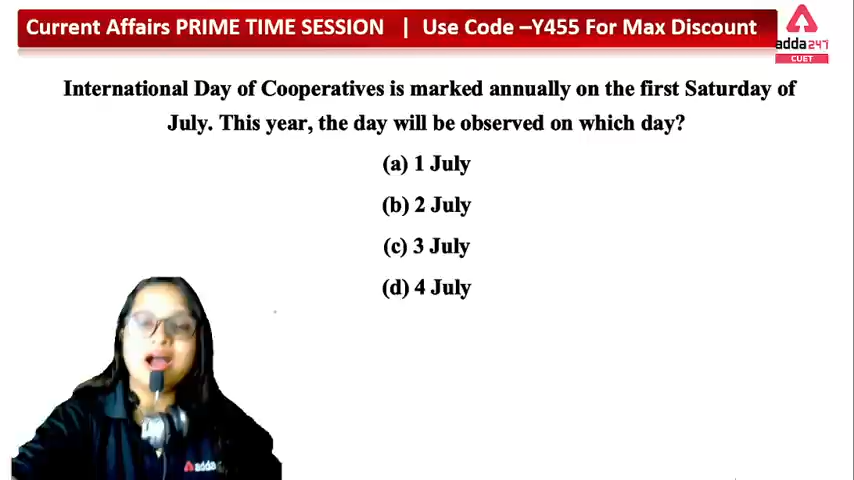 Current Affairs PRIME TIME SESSION | Use Code –Y455 For Max Discount
adda247
CUET
International Day of Cooperatives is marked annually on the first Saturday of
July. This year, the day will be observed on which day?
(a) 1 July
(b) 2 July
(c) 3 July
(d) 4 July
adda